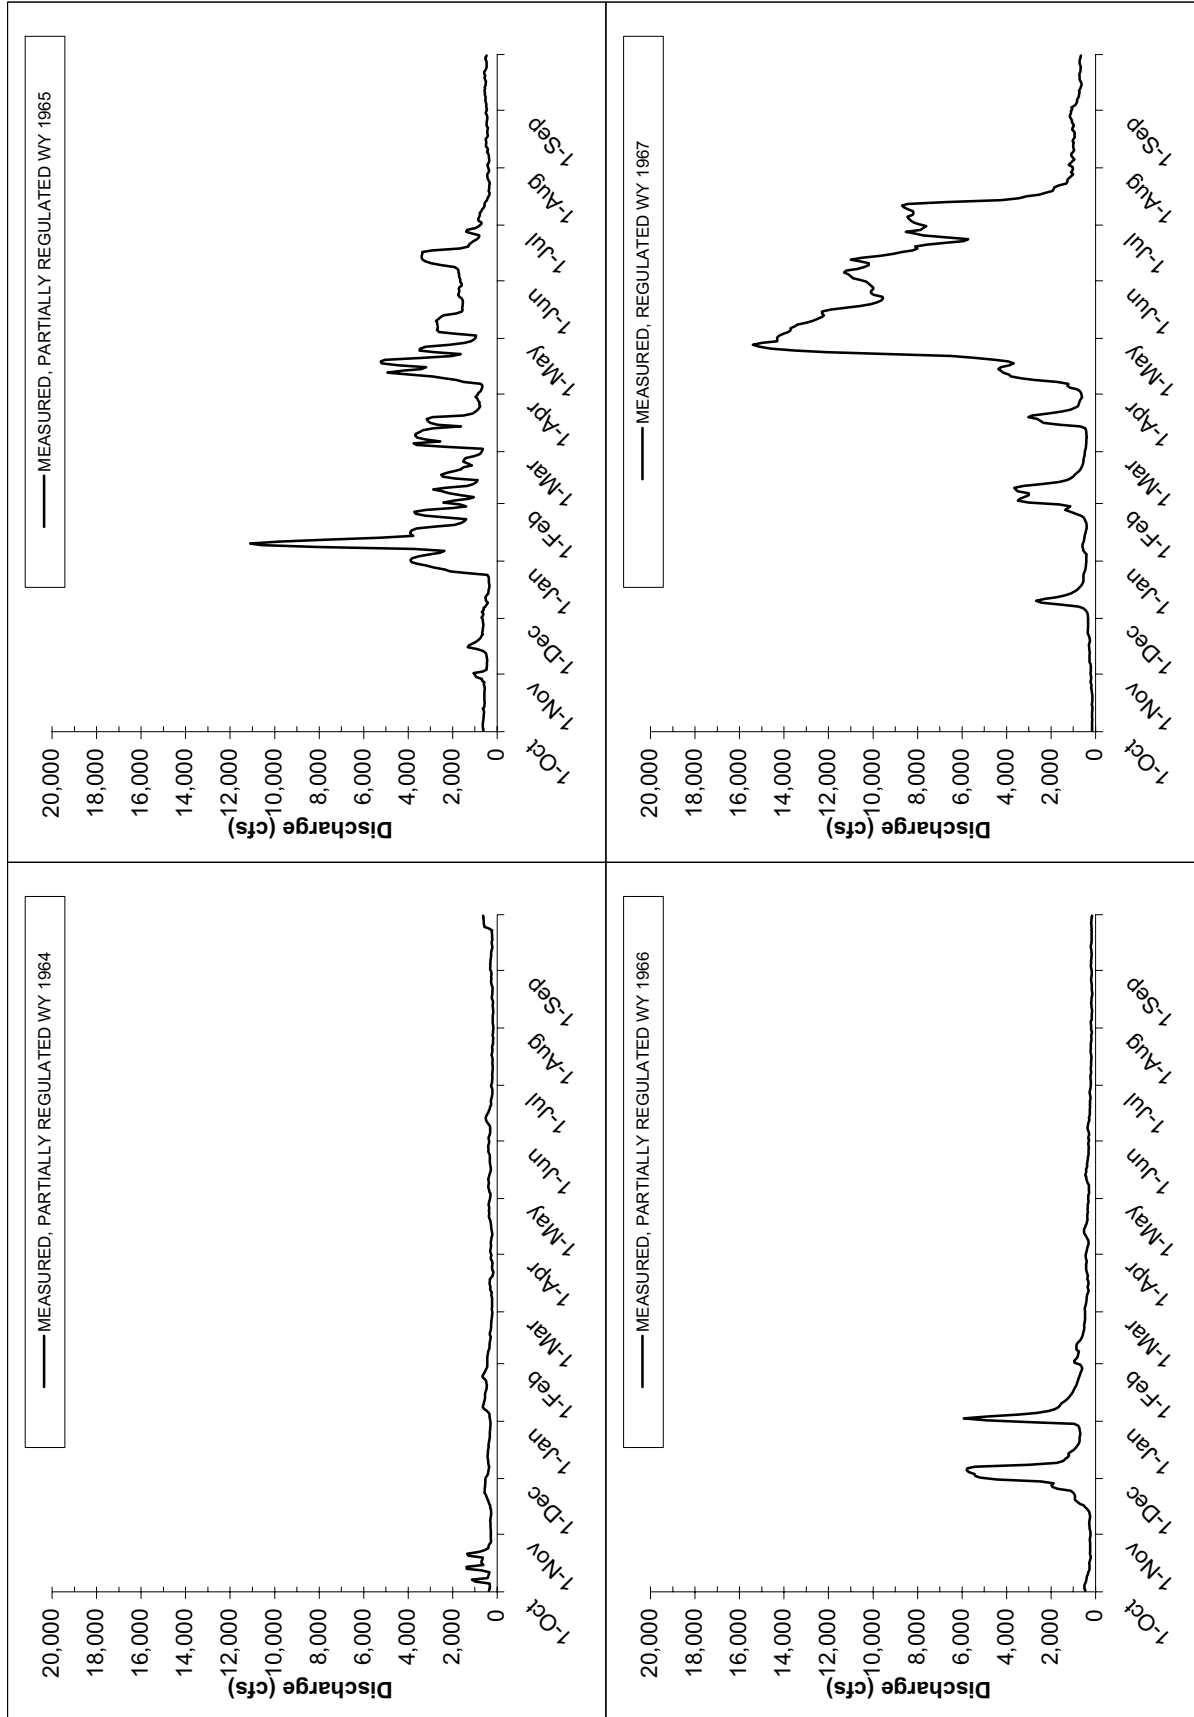 MEASURED, PARTIALLY REGULATED WY 1964
20,000
18,000
16,000
14,000
12,000
10,000
8,000
6,000
4,000
2,000
0
Discharge (cfs)
1-Oct
1-Nov
1-Dec
1-Jan
1-Feb
1-Mar
1-Apr
1-May
1-Jun
1-Jul
1-Aug
1-Sep
MEASURED, PARTIALLY REGULATED WY 1965
20,000
18,000
16,000
14,000
12,000
10,000
8,000
6,000
4,000
2,000
0
Discharge (cfs)
1-Oct
1-Nov
1-Dec
1-Jan
1-Feb
1-Mar
1-Apr
1-May
1-Jun
1-Jul
1-Aug
1-Sep
MEASURED, PARTIALLY REGULATED WY 1966
20,000
18,000
16,000
14,000
12,000
10,000
8,000
6,000
4,000
2,000
0
Discharge (cfs)
1-Oct
1-Nov
1-Dec
1-Jan
1-Feb
1-Mar
1-Apr
1-May
1-Jun
1-Jul
1-Aug
1-Sep
MEASURED, REGULATED WY 1967
20,000
18,000
16,000
14,000
12,000
10,000
8,000
6,000
4,000
2,000
0
Discharge (cfs)
1-Oct
1-Nov
1-Dec
1-Jan
1-Feb
1-Mar
1-Apr
1-May
1-Jun
1-Jul
1-Aug
1-Sep